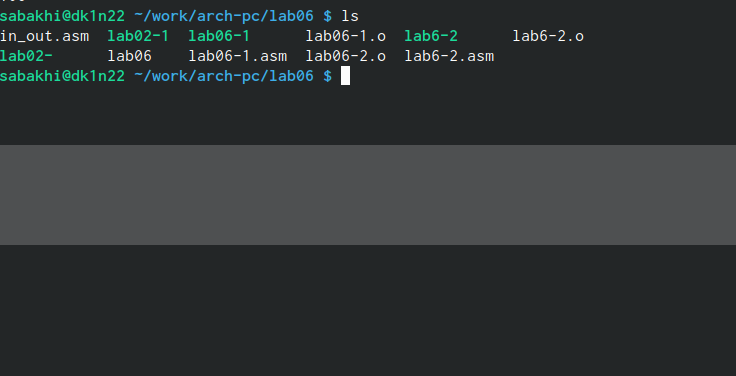 sabakhi@dk1n22 ~/work/arch-pc/lab06 $ ls
in_out.asm  lab02-1  lab06-1      lab06-1.o  lab6-2      lab6-2.o
lab02-      lab06    lab06-1.asm  lab06-2.o  lab6-2.asm
sabakhi@dk1n22 ~/work/arch-pc/lab06 $